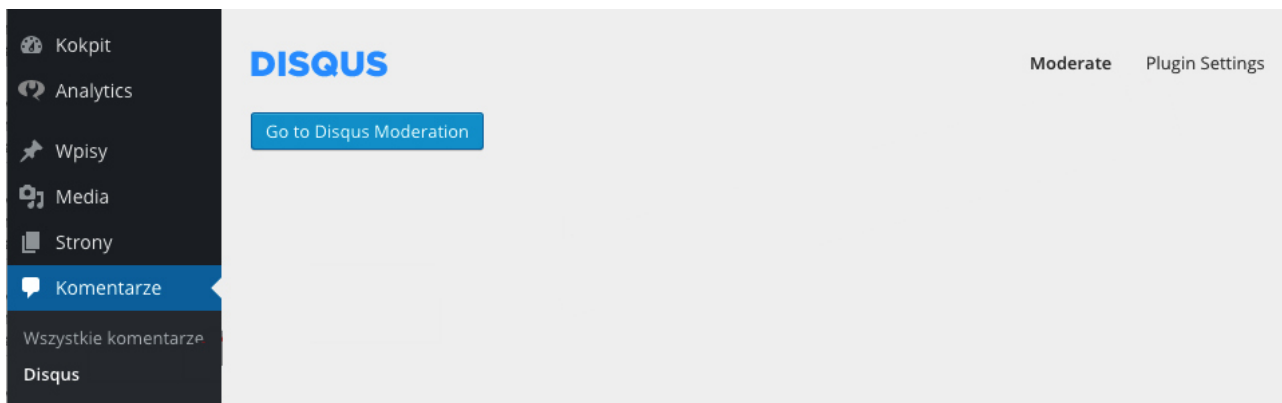 Kokpit
Analytics
Wpisy
Media
Strony
Komentarze
Wszystkie komentarze
Disqus
DISQUS
Moderate
Plugin Settings
Go to Disqus Moderation